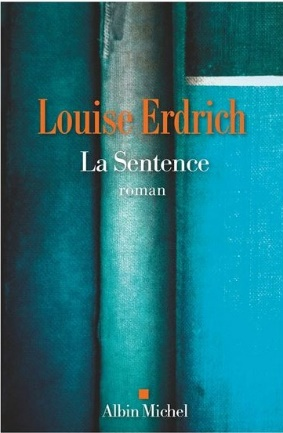 Louise Erdrich
La Sentence
roman
Albin Michel